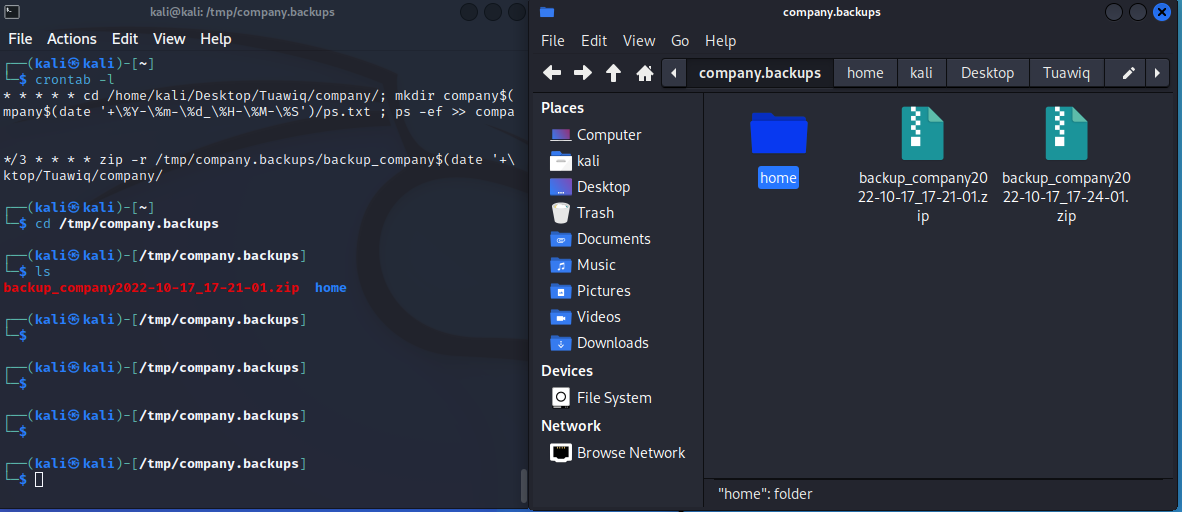 kali@kali: /tmp/company.backups
File Actions Edit View Help
┌──(kali㉿kali)-[~]
└─$ crontab -l
* * * * * cd /home/kali/Desktop/Tuawiq/company/; mkdir company$(
mpany$(date '+\%Y-\%m-\%d_\%H-\%M-\%S')/ps.txt ; ps -ef >> compa
*/3 * * * * zip -r /tmp/company.backups/backup_company$(date '+\
ktop/Tuawiq/company/
┌──(kali㉿kali)-[~]
└─$ cd /tmp/company.backups
┌──(kali㉿kali)-[/tmp/company.backups]
└─$ ls
backup_company2022-10-17_17-21-01.zip home
┌──(kali㉿kali)-[/tmp/company.backups]
└─$
┌──(kali㉿kali)-[/tmp/company.backups]
└─$
┌──(kali㉿kali)-[/tmp/company.backups]
└─$
┌──(kali㉿kali)-[/tmp/company.backups]
└─$
company.backups
File Edit View Go Help
company.backups home kali Desktop Tuawiq
Places
Computer
kali
Desktop
Trash
Documents
Music
Pictures
Videos
Downloads
Devices
File System
Network
Browse Network
home
backup_company20
22-10-17_17-21-01.z
ip
backup_company20
22-10-17_17-24-01.
zip
"home": folder